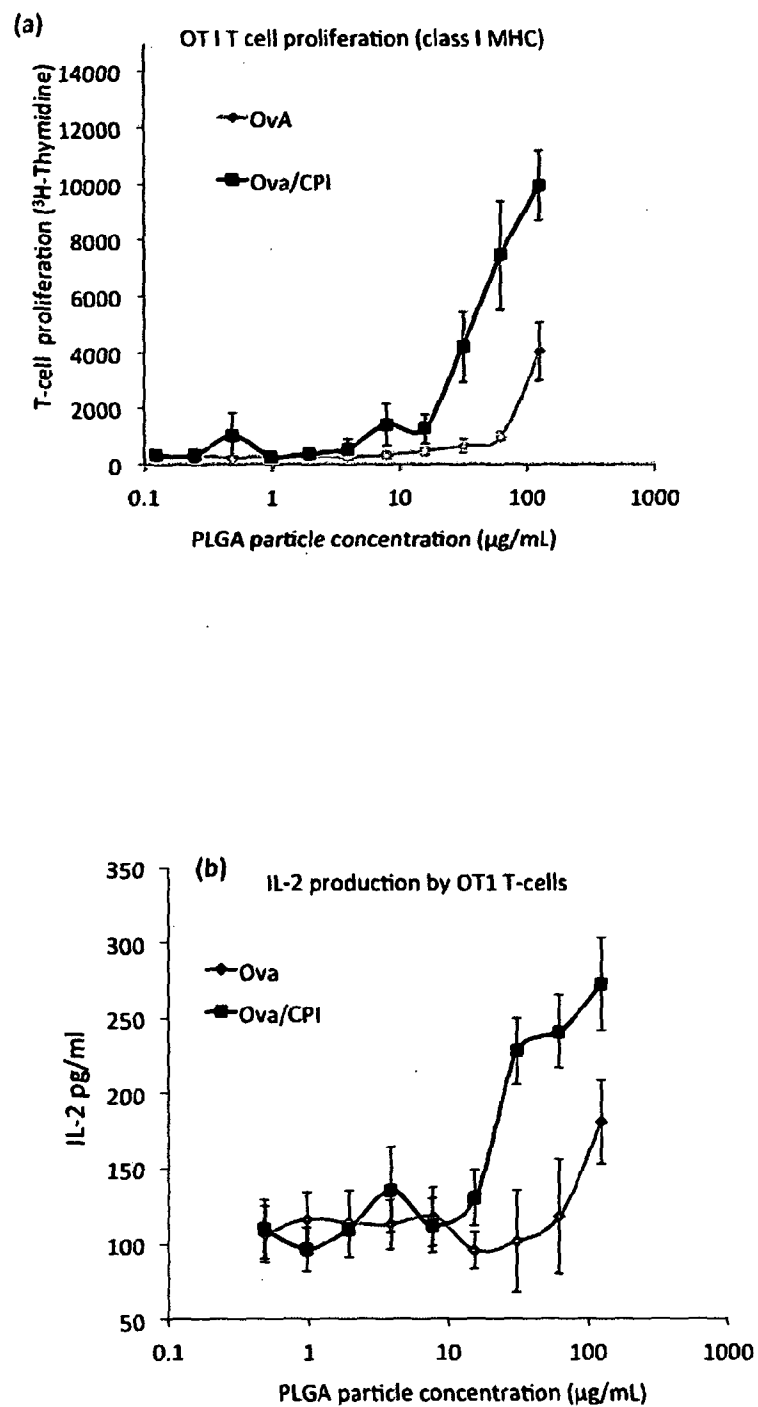 (a)
OT I T cell proliferation (class I MHC)
T-cell proliferation (³H-Thymidine)
14000
12000
10000
8000
6000
4000
2000
0
OvA
Ova/CPI
0.1
1
10
100
1000
PLGA particle concentration (µg/mL)
(b)
IL-2 production by OT1 T-cells
IL-2 pg/ml
350
300
250
200
150
100
50
Ova
Ova/CPI
0.1
1
10
100
1000
PLGA particle concentration (µg/mL)